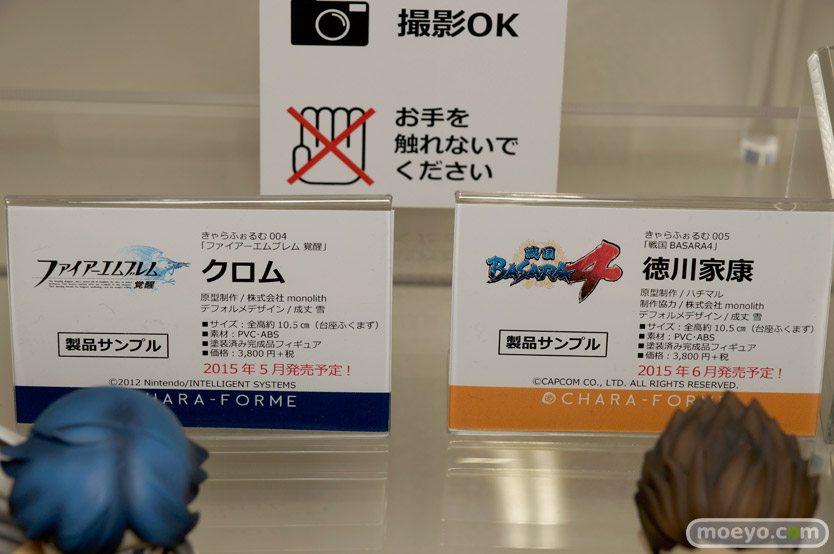 撮影OK
お手を
触れないで
ください
きゃらふぉるむ 004
「ファイアーエムブレム 覚醒」
ファイアーエムブレム
覚醒
クロム
原型制作 / 株式会社 monolith
デフォルメデザイン / 成丈 雪
■サイズ：全高約 10.5 ㎝（台座ふくまず）
■素材：PVC・ABS
■塗装済み完成品フィギュア
■価格：3,800 円＋税
製品サンプル
2015 年 5 月発売予定！
©2012 Nintendo/INTELLIGENT SYSTEMS
CHARA-FORME
きゃらふぉるむ 005
「戦国 BASARA4」
戦国
BASARA4
徳川家康
原型制作 / ハチマル
制作協力 / 株式会社 monolith
デフォルメデザイン / 成丈 雪
■サイズ：全高約 10.5 ㎝（台座ふくまず）
■素材：PVC・ABS
■塗装済み完成品フィギュア
■価格：3,800 円＋税
製品サンプル
2015 年 6 月発売予定！
©CAPCOM CO., LTD. ALL RIGHTS RESERVED.
CHARA-FORME
moeyo.com